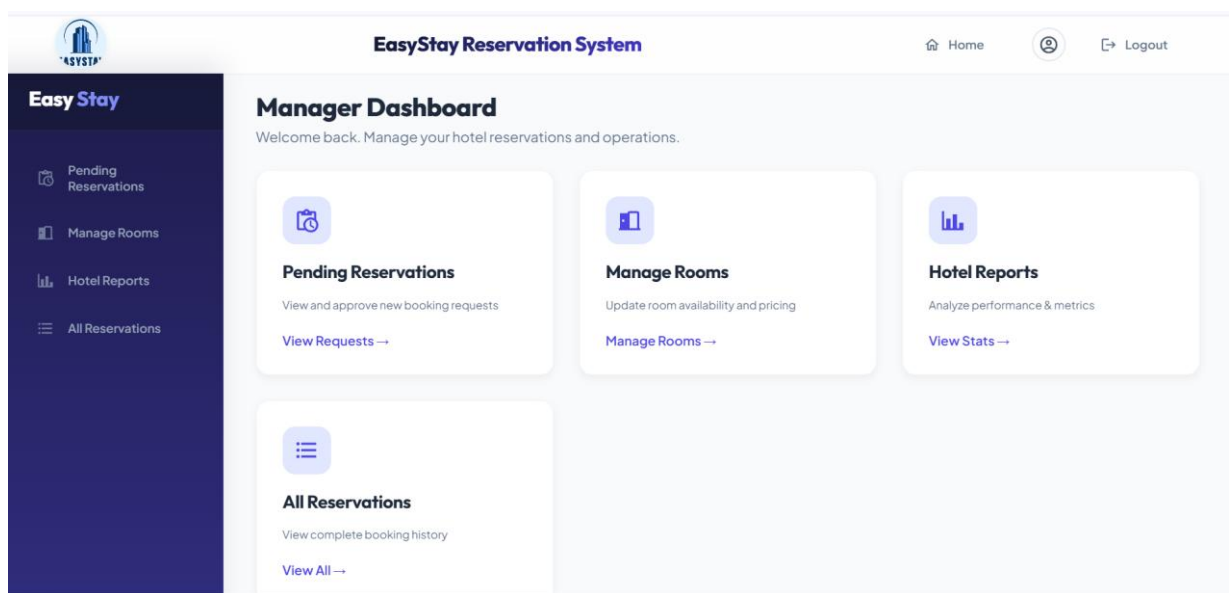 EasyStay Reservation System
Home
Logout
Easy Stay
Pending
Reservations
Manage Rooms
Hotel Reports
All Reservations
Manager Dashboard
Welcome back. Manage your hotel reservations and operations.
Pending Reservations
View and approve new booking requests
View Requests →
Manage Rooms
Update room availability and pricing
Manage Rooms →
Hotel Reports
Analyze performance & metrics
View Stats →
All Reservations
View complete booking history
View All →